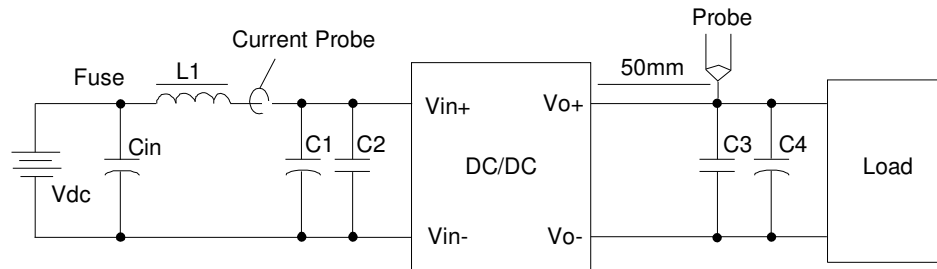 Probe
Current Probe
50mm
Fuse
L1
Vin+
Vo+
Cin
C1
C2
C3
C4
DC/DC
Load
Vdc
Vin-
Vo-